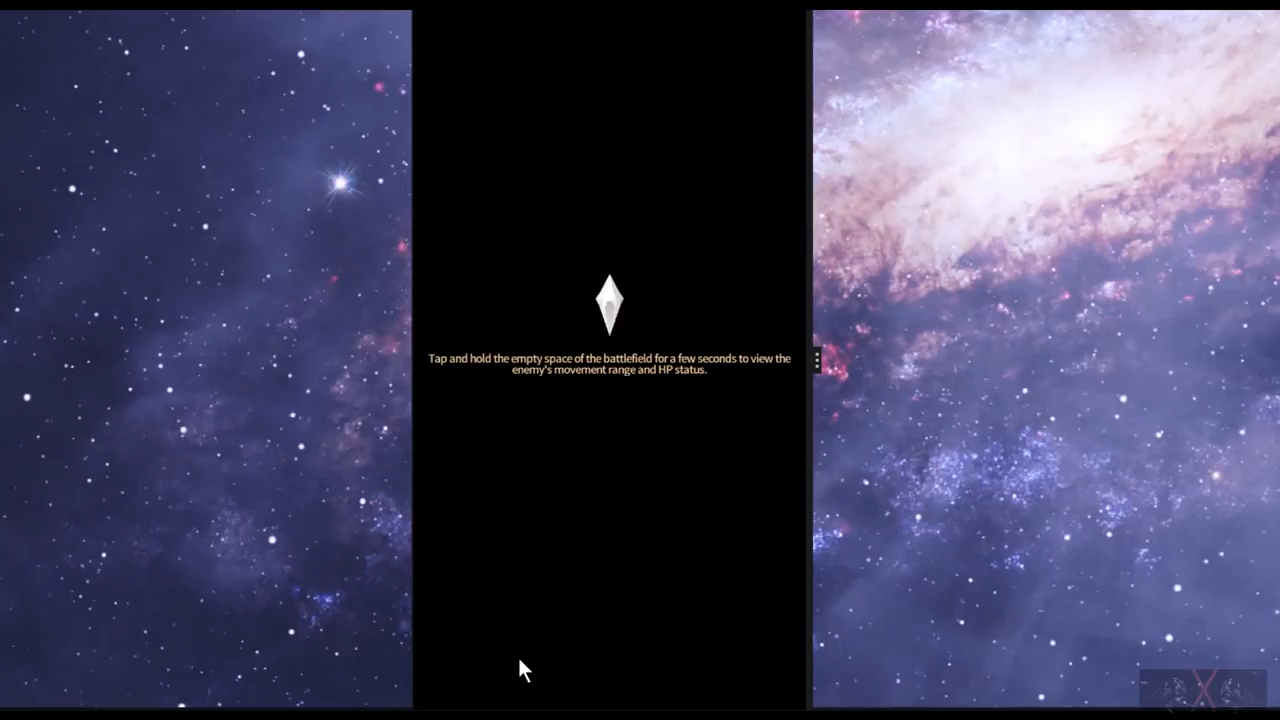 Tap and hold the empty space of the battlefield for a few seconds to view the
enemy's movement range and HP status.